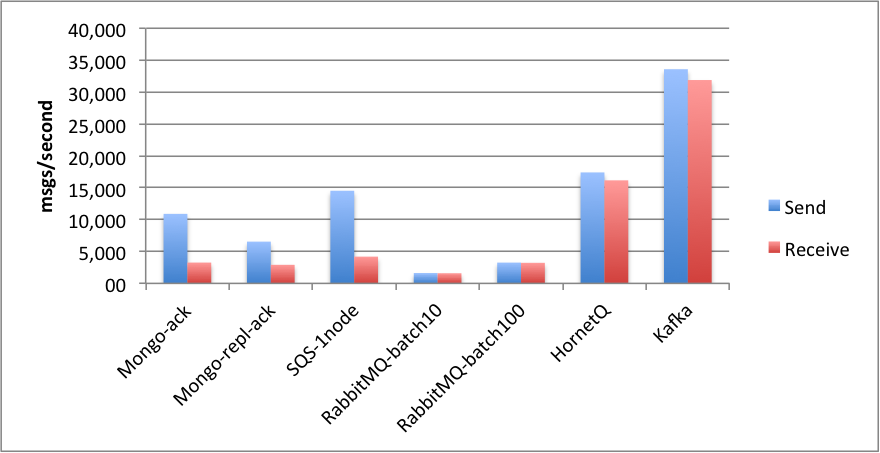 40,000
35,000
30,000
25,000
20,000
15,000
10,000
5,000
00
msgs/second
Mongo-ack
Mongo-repl-ack
SQS-1node
RabbitMQ-batch10
RabbitMQ-batch100
HornetQ
Kafka
Send
Receive